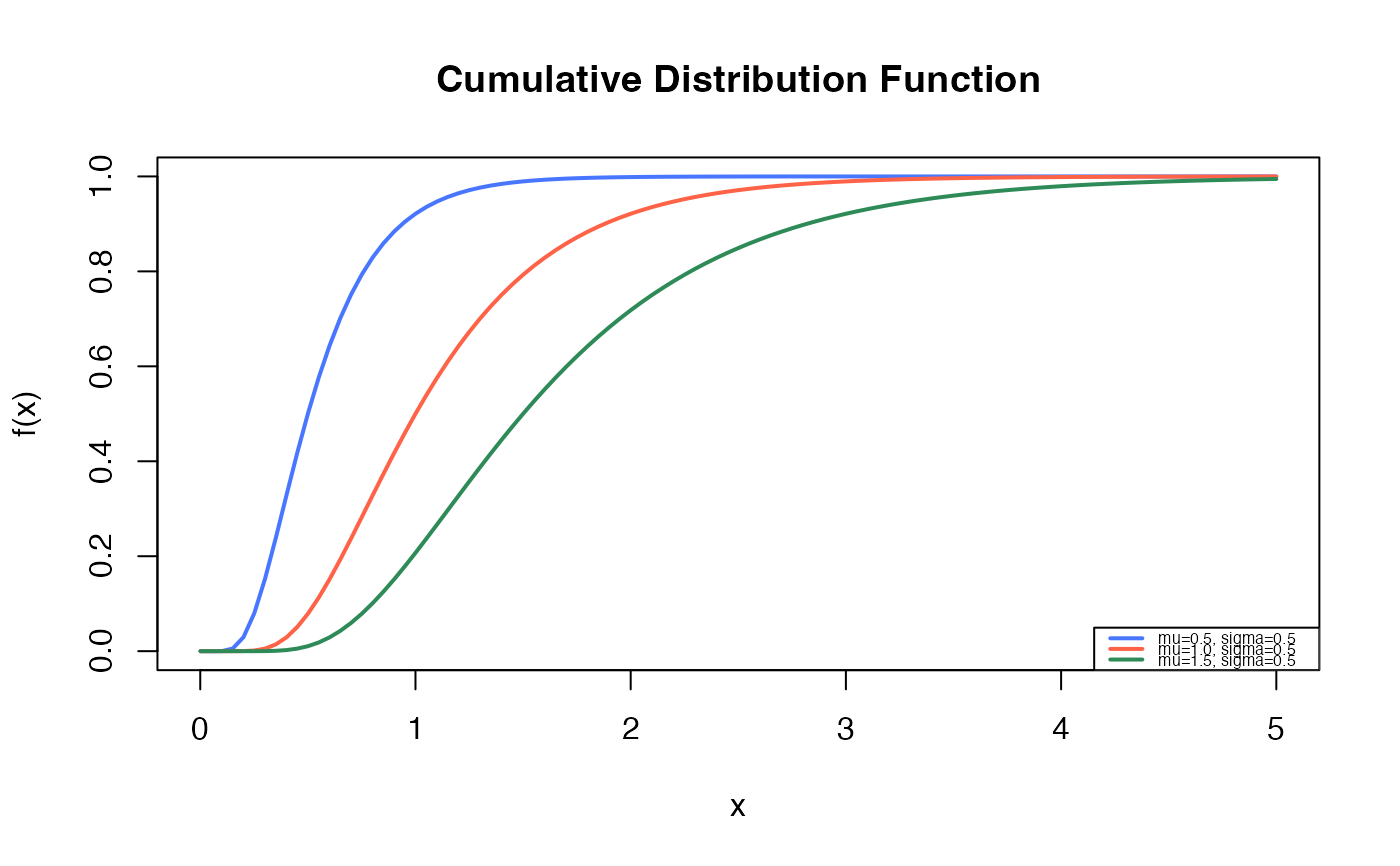 Cumulative Distribution Function
f(x)
1.0
0.8
0.6
0.4
0.2
0.0
mu=0.5, sigma=0.5
mu=1.0, sigma=0.5
mu=1.5, sigma=0.5
0 1 2 3 4 5
x